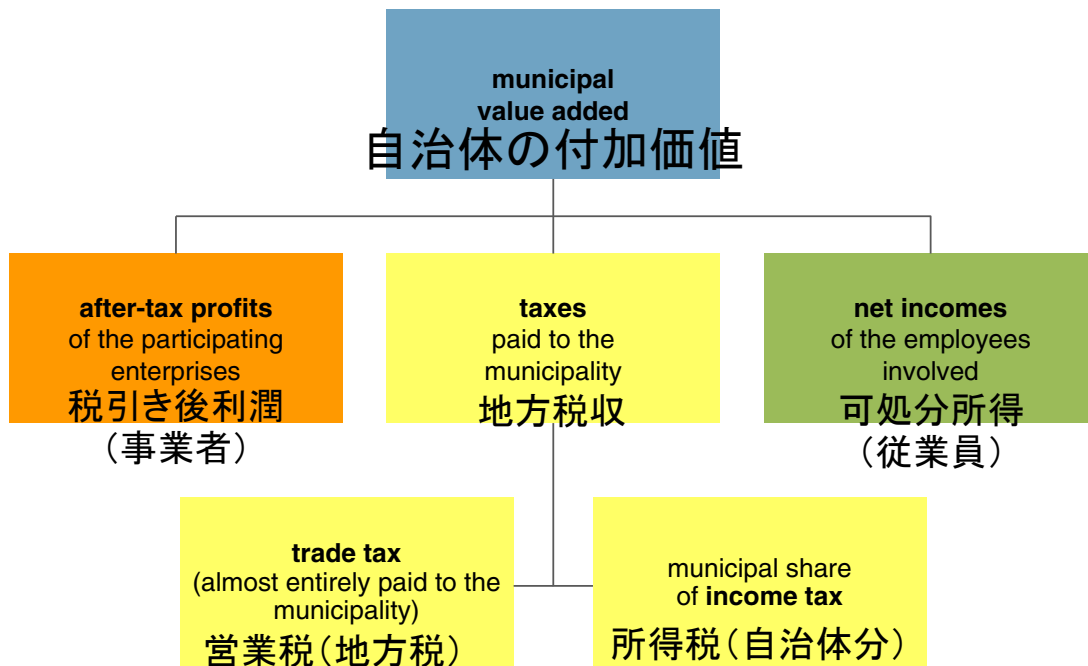 municipal
value added
自治体の付加価値
after-tax profits
of the participating
enterprises
税引き後利潤
（事業者）
taxes
paid to the
municipality
地方税収
net incomes
of the employees
involved
可処分所得
（従業員）
trade tax
(almost entirely paid to the
municipality)
営業税（地方税）
municipal share
of income tax
所得税（自治体分）